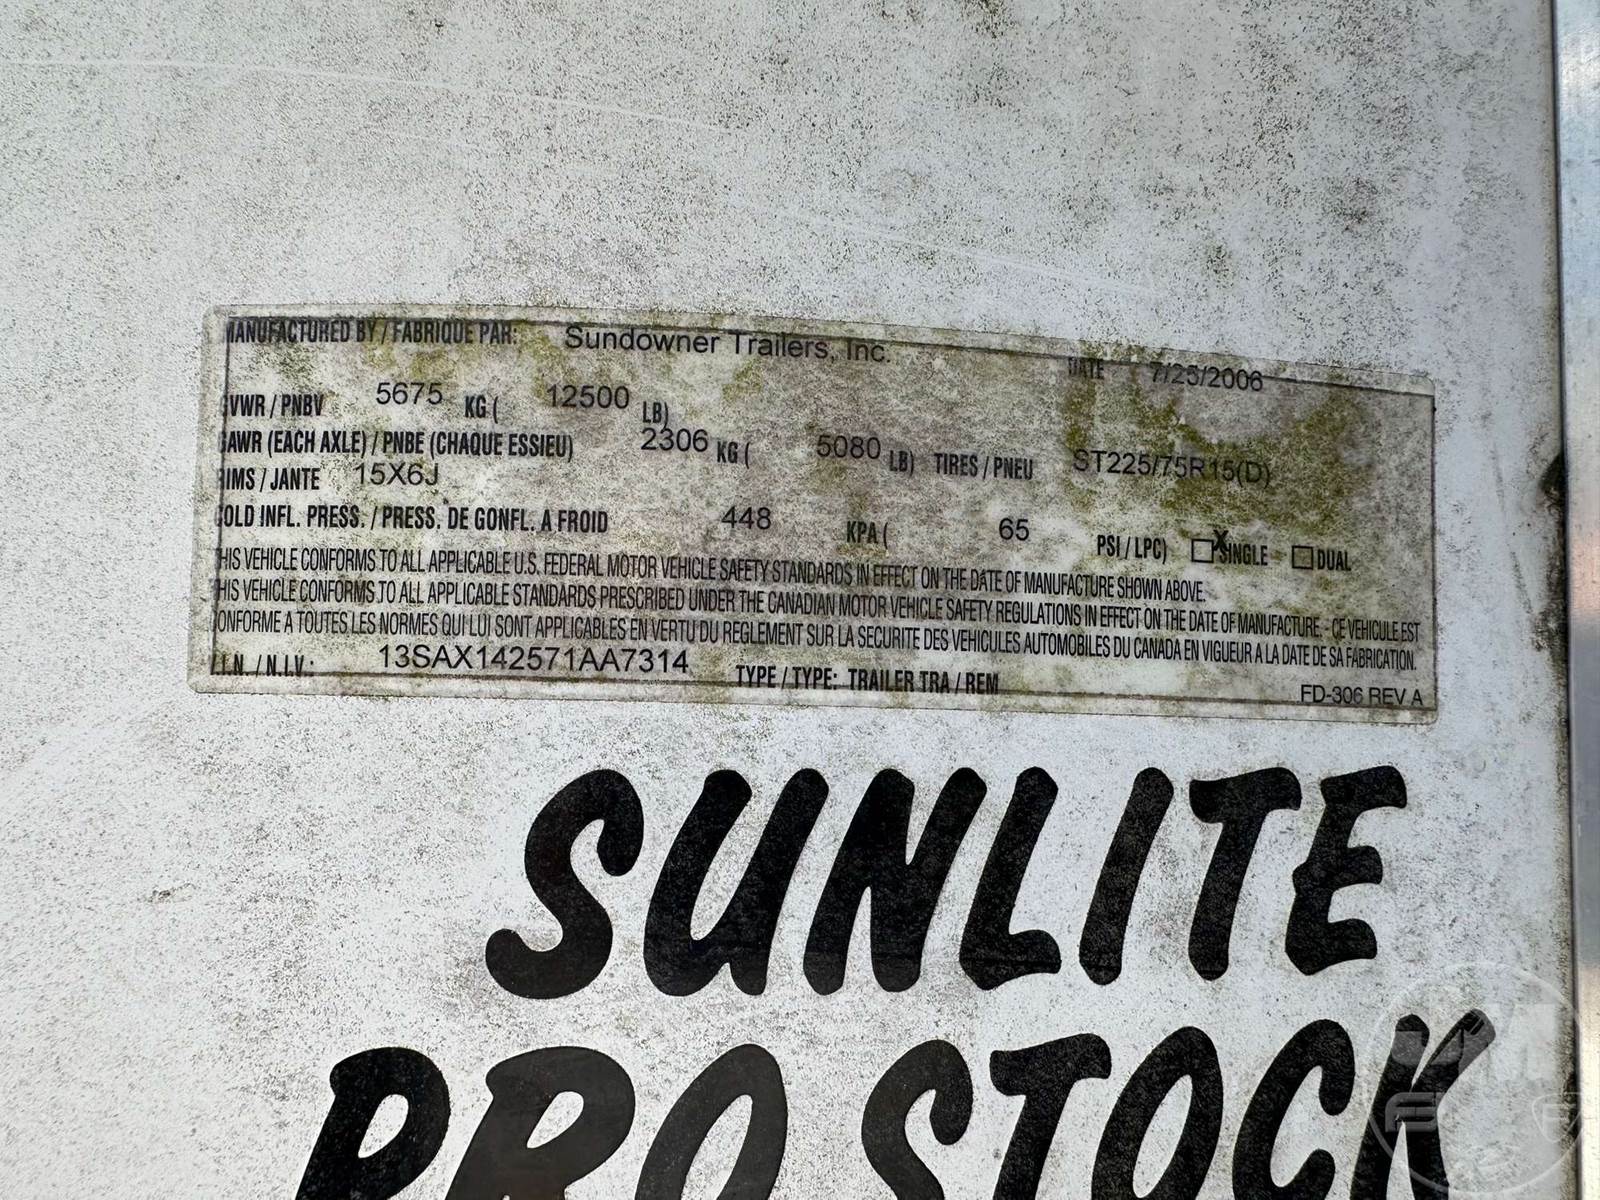 MANUFACTURED BY / FABRIQUE PAR: Sundowner Trailers, Inc. DATE 7/25/2006
GVWR / PNBV 5675 KG ( 12500 LB)
GAWR (EACH AXLE) / PNBE (CHAQUE ESSIEU) 2306 KG ( 5080 LB) TIRES / PNEU ST225/75R15(D)
RIMS / JANTE 15X6J
COLD INFL. PRESS. / PRESS. DE GONFL. A FROID 448 KPA ( 65 PSI / LPC) ☐ X SINGLE ☐ DUAL
THIS VEHICLE CONFORMS TO ALL APPLICABLE U.S. FEDERAL MOTOR VEHICLE SAFETY STANDARDS IN EFFECT ON THE DATE OF MANUFACTURE SHOWN ABOVE.
THIS VEHICLE CONFORMS TO ALL APPLICABLE STANDARDS PRESCRIBED UNDER THE CANADIAN MOTOR VEHICLE SAFETY REGULATIONS IN EFFECT ON THE DATE OF MANUFACTURE. - CE VEHICULE EST
CONFORME A TOUTES LES NORMES QUI LUI SONT APPLICABLES EN VERTU DU REGLEMENT SUR LA SECURITE DES VEHICULES AUTOMOBILES DU CANADA EN VIGUEUR A LA DATE DE SA FABRICATION.
V.I.N. / N.I.V.: 13SAX142571AA7314 TYPE / TYPE: TRAILER TRA / REM FD-306 REV A
SUNLITE
PRO STOCK